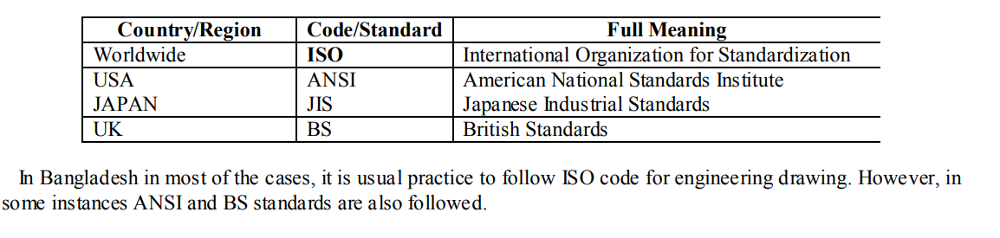 Country/Region Code/Standard Full Meaning
Worldwide ISO International Organization for Standardization
USA ANSI American National Standards Institute
JAPAN JIS Japanese Industrial Standards
UK BS British Standards
In Bangladesh in most of the cases, it is usual practice to follow ISO code for engineering drawing. However, in
some instances ANSI and BS standards are also followed.